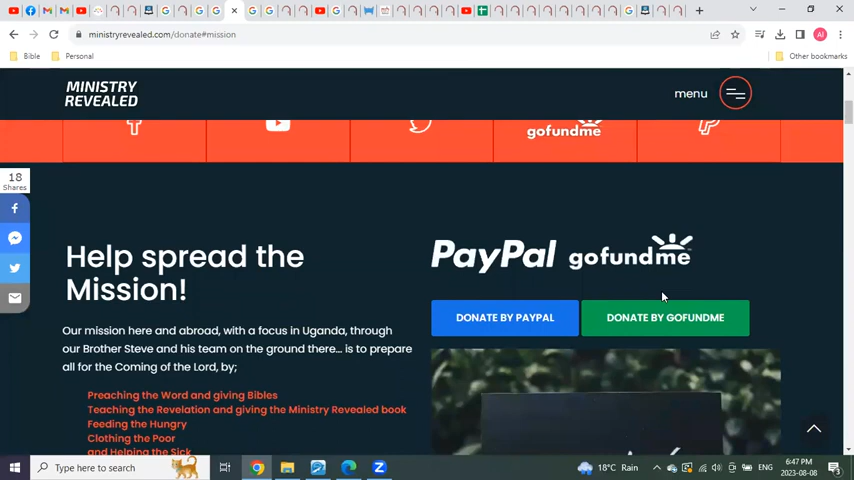 ministryrevealed.com/donate#mission
AI
Bible
Personal
Other bookmarks
MINISTRY
REVEALED
menu
gofundme
18
Shares
Help spread the
Mission!
PayPal
gofundme
DONATE BY PAYPAL
DONATE BY GOFUNDME
Our mission here and abroad, with a focus in Uganda, through
our Brother Steve and his team on the ground there... is to prepare
all for the Coming of the Lord, by;
Preaching the Word and giving Bibles
Teaching the Revelation and giving the Ministry Revealed book
Feeding the Hungry
Clothing the Poor
and Helping the Sick
Type here to search
18°C Rain
ENG
6:47 PM
2023-08-08
3